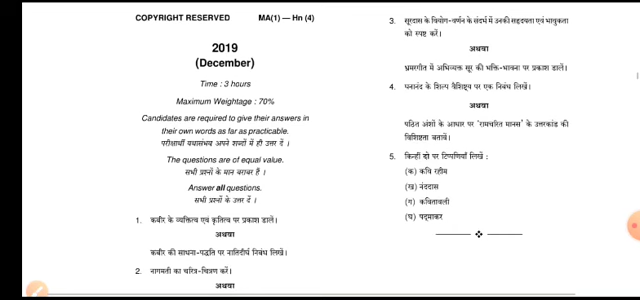 COPYRIGHT RESERVED MA(1) — Hn (4)
2019
(December)
Time : 3 hours
Maximum Weightage : 70%
Candidates are required to give their answers in
their own words as far as practicable.
परीक्षार्थी यथासंभव अपने शब्दों में ही उत्तर दें ।
The questions are of equal value.
सभी प्रश्नों के मान बराबर हैं ।
Answer all questions.
सभी प्रश्नों के उत्तर दें ।
1. कबीर के व्यक्तित्व एवं कृतित्व पर प्रकाश डालें।
अथवा
कबीर की साधना-पद्धति पर नातिदीर्घ निबंध लिखें।
2. नागमती का चरित्र-चित्रण करें।
अथवा
3. सूरदास के वियोग-वर्णन के संदर्भ में उनकी सहृदयता एवं भावुकता
को स्पष्ट करें।
अथवा
भ्रमरगीत में अभिव्यक्त सूर की भक्ति-भावना पर प्रकाश डालें।
4. घनानंद के शिल्प वैशिष्ट्य पर एक निबंध लिखें।
अथवा
पठित अंशों के आधार पर 'रामचरित मानस' के उत्तरकांड की
विशिष्टता बतावें।
5. किन्हीं दो पर टिप्पणियाँ लिखें :
(क) कवि रहीम
(ख) नंददास
(ग) कवितावली
(घ) पद्माकर